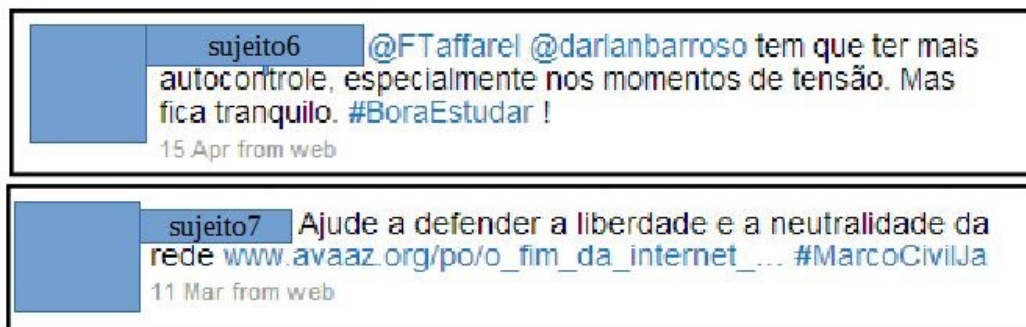 sujeito6 @FTaffarel @darlanbarroso tem que ter mais
autocontrole, especialmente nos momentos de tensão. Mas
fica tranquilo. #BoraEstudar !
15 Apr from web
sujeito7 Ajude a defender a liberdade e a neutralidade da
rede www.avaaz.org/po/o_fim_da_internet_... #MarcoCivilJa
11 Mar from web